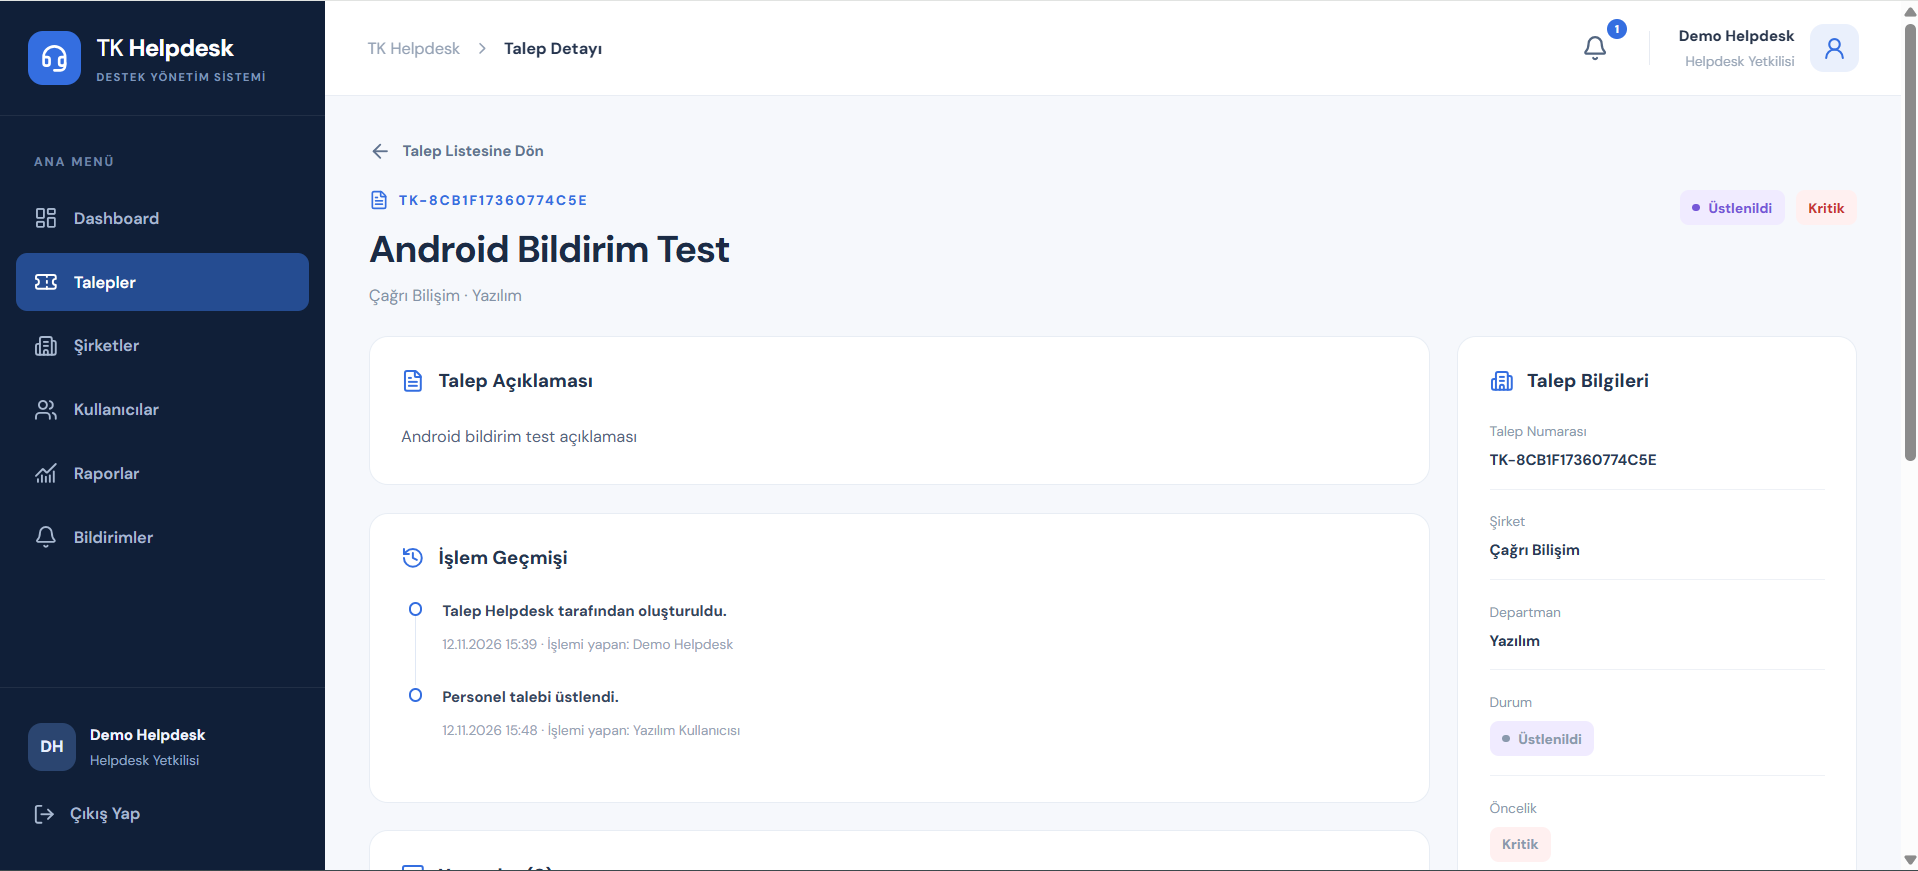 TK Helpdesk
DESTEK YÖNETİM SİSTEMİ
ANA MENÜ
Dashboard
Talepler
Şirketler
Kullanıcılar
Raporlar
Bildirimler
DH
Demo Helpdesk
Helpdesk Yetkilisi
Çıkış Yap
TK Helpdesk
Talep Detayı
1
Demo Helpdesk
Helpdesk Yetkilisi
Talep Listesine Dön
TK-8CB1F17360774C5E
Üstlenildi
Kritik
Android Bildirim Test
Çağrı Bilişim · Yazılım
Talep Açıklaması
Android bildirim test açıklaması
İşlem Geçmişi
Talep Helpdesk tarafından oluşturuldu.
12.11.2026 15:39 · İşlemi yapan: Demo Helpdesk
Personel talebi üstlendi.
12.11.2026 15:48 · İşlemi yapan: Yazılım Kullanıcısı
Talep Bilgileri
Talep Numarası
TK-8CB1F17360774C5E
Şirket
Çağrı Bilişim
Departman
Yazılım
Durum
Üstlenildi
Öncelik
Kritik